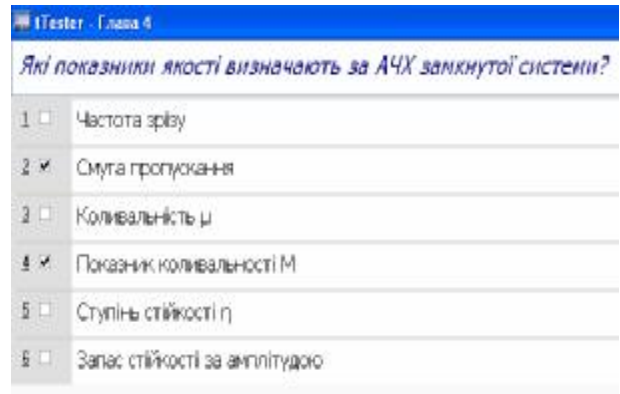 tTester - Глава 4
Які показники якості визначають за АЧХ замкнутої системи?
1 Частота зрізу
2 Смуга пропускання
3 Коливальність μ
4 Показник коливальності М
5 Ступінь стійкості η
6 Запас стійкості за амплітудою